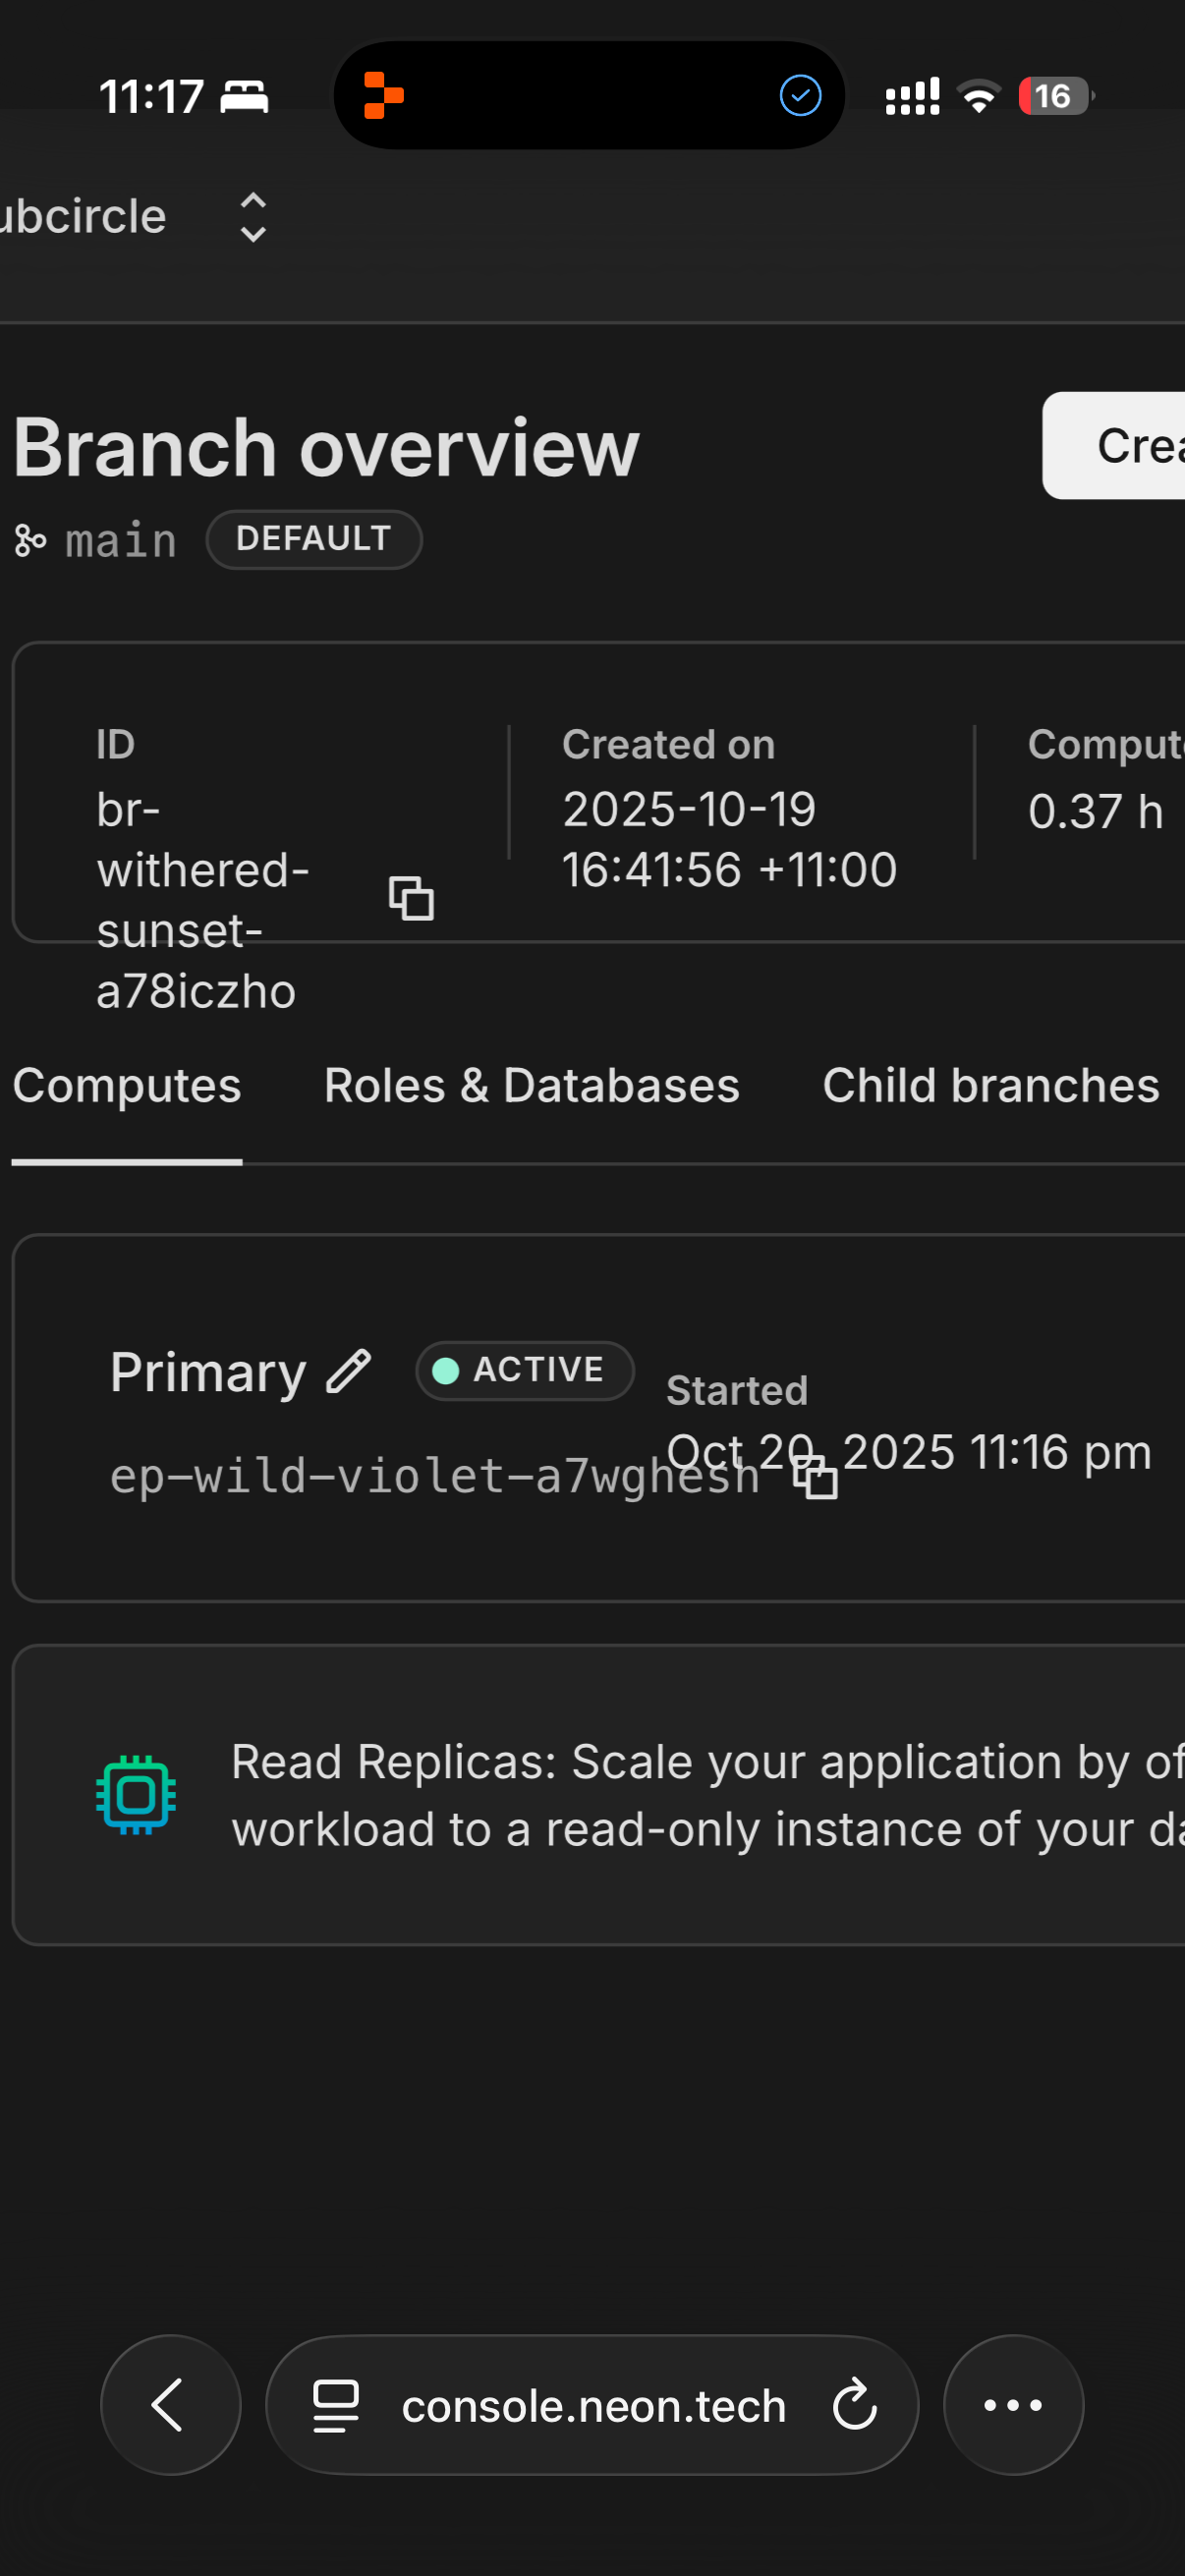 11:17
16
ubcircle
Branch overview
Crea
main
DEFAULT
ID
br-
withered-
sunset-
a78iczho
Created on
2025-10-19
16:41:56 +11:00
Compute
0.37 h
Computes
Roles & Databases
Child branches
Primary
ACTIVE
ep-wild-violet-a7wghesh
Started
Oct 20, 2025 11:16 pm
Read Replicas: Scale your application by of
workload to a read-only instance of your da
console.neon.tech